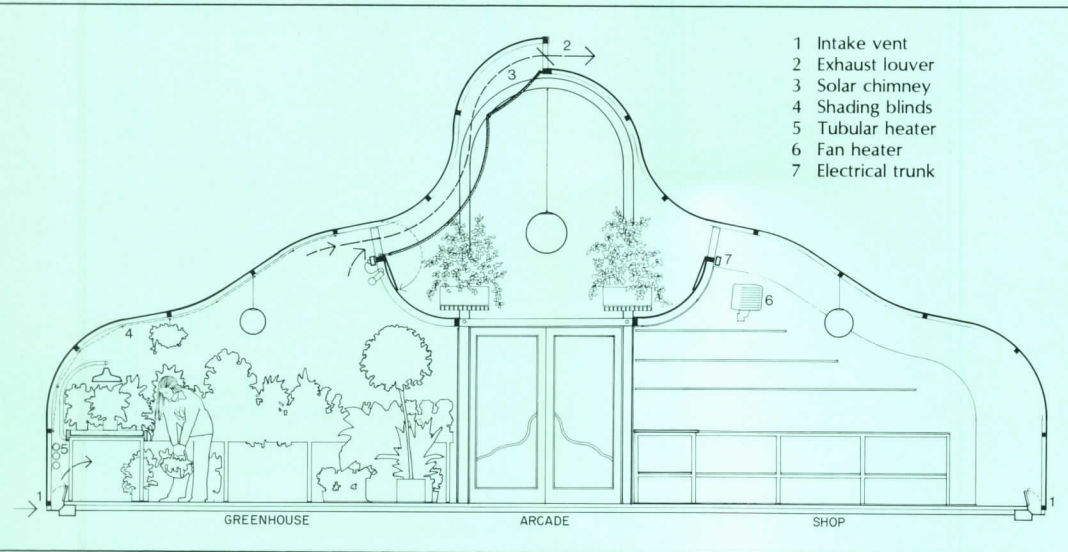 1 Intake vent
2 Exhaust louver
3 Solar chimney
4 Shading blinds
5 Tubular heater
6 Fan heater
7 Electrical trunk
2
3
7
6
4
5
1
1
GREENHOUSE ARCADE SHOP